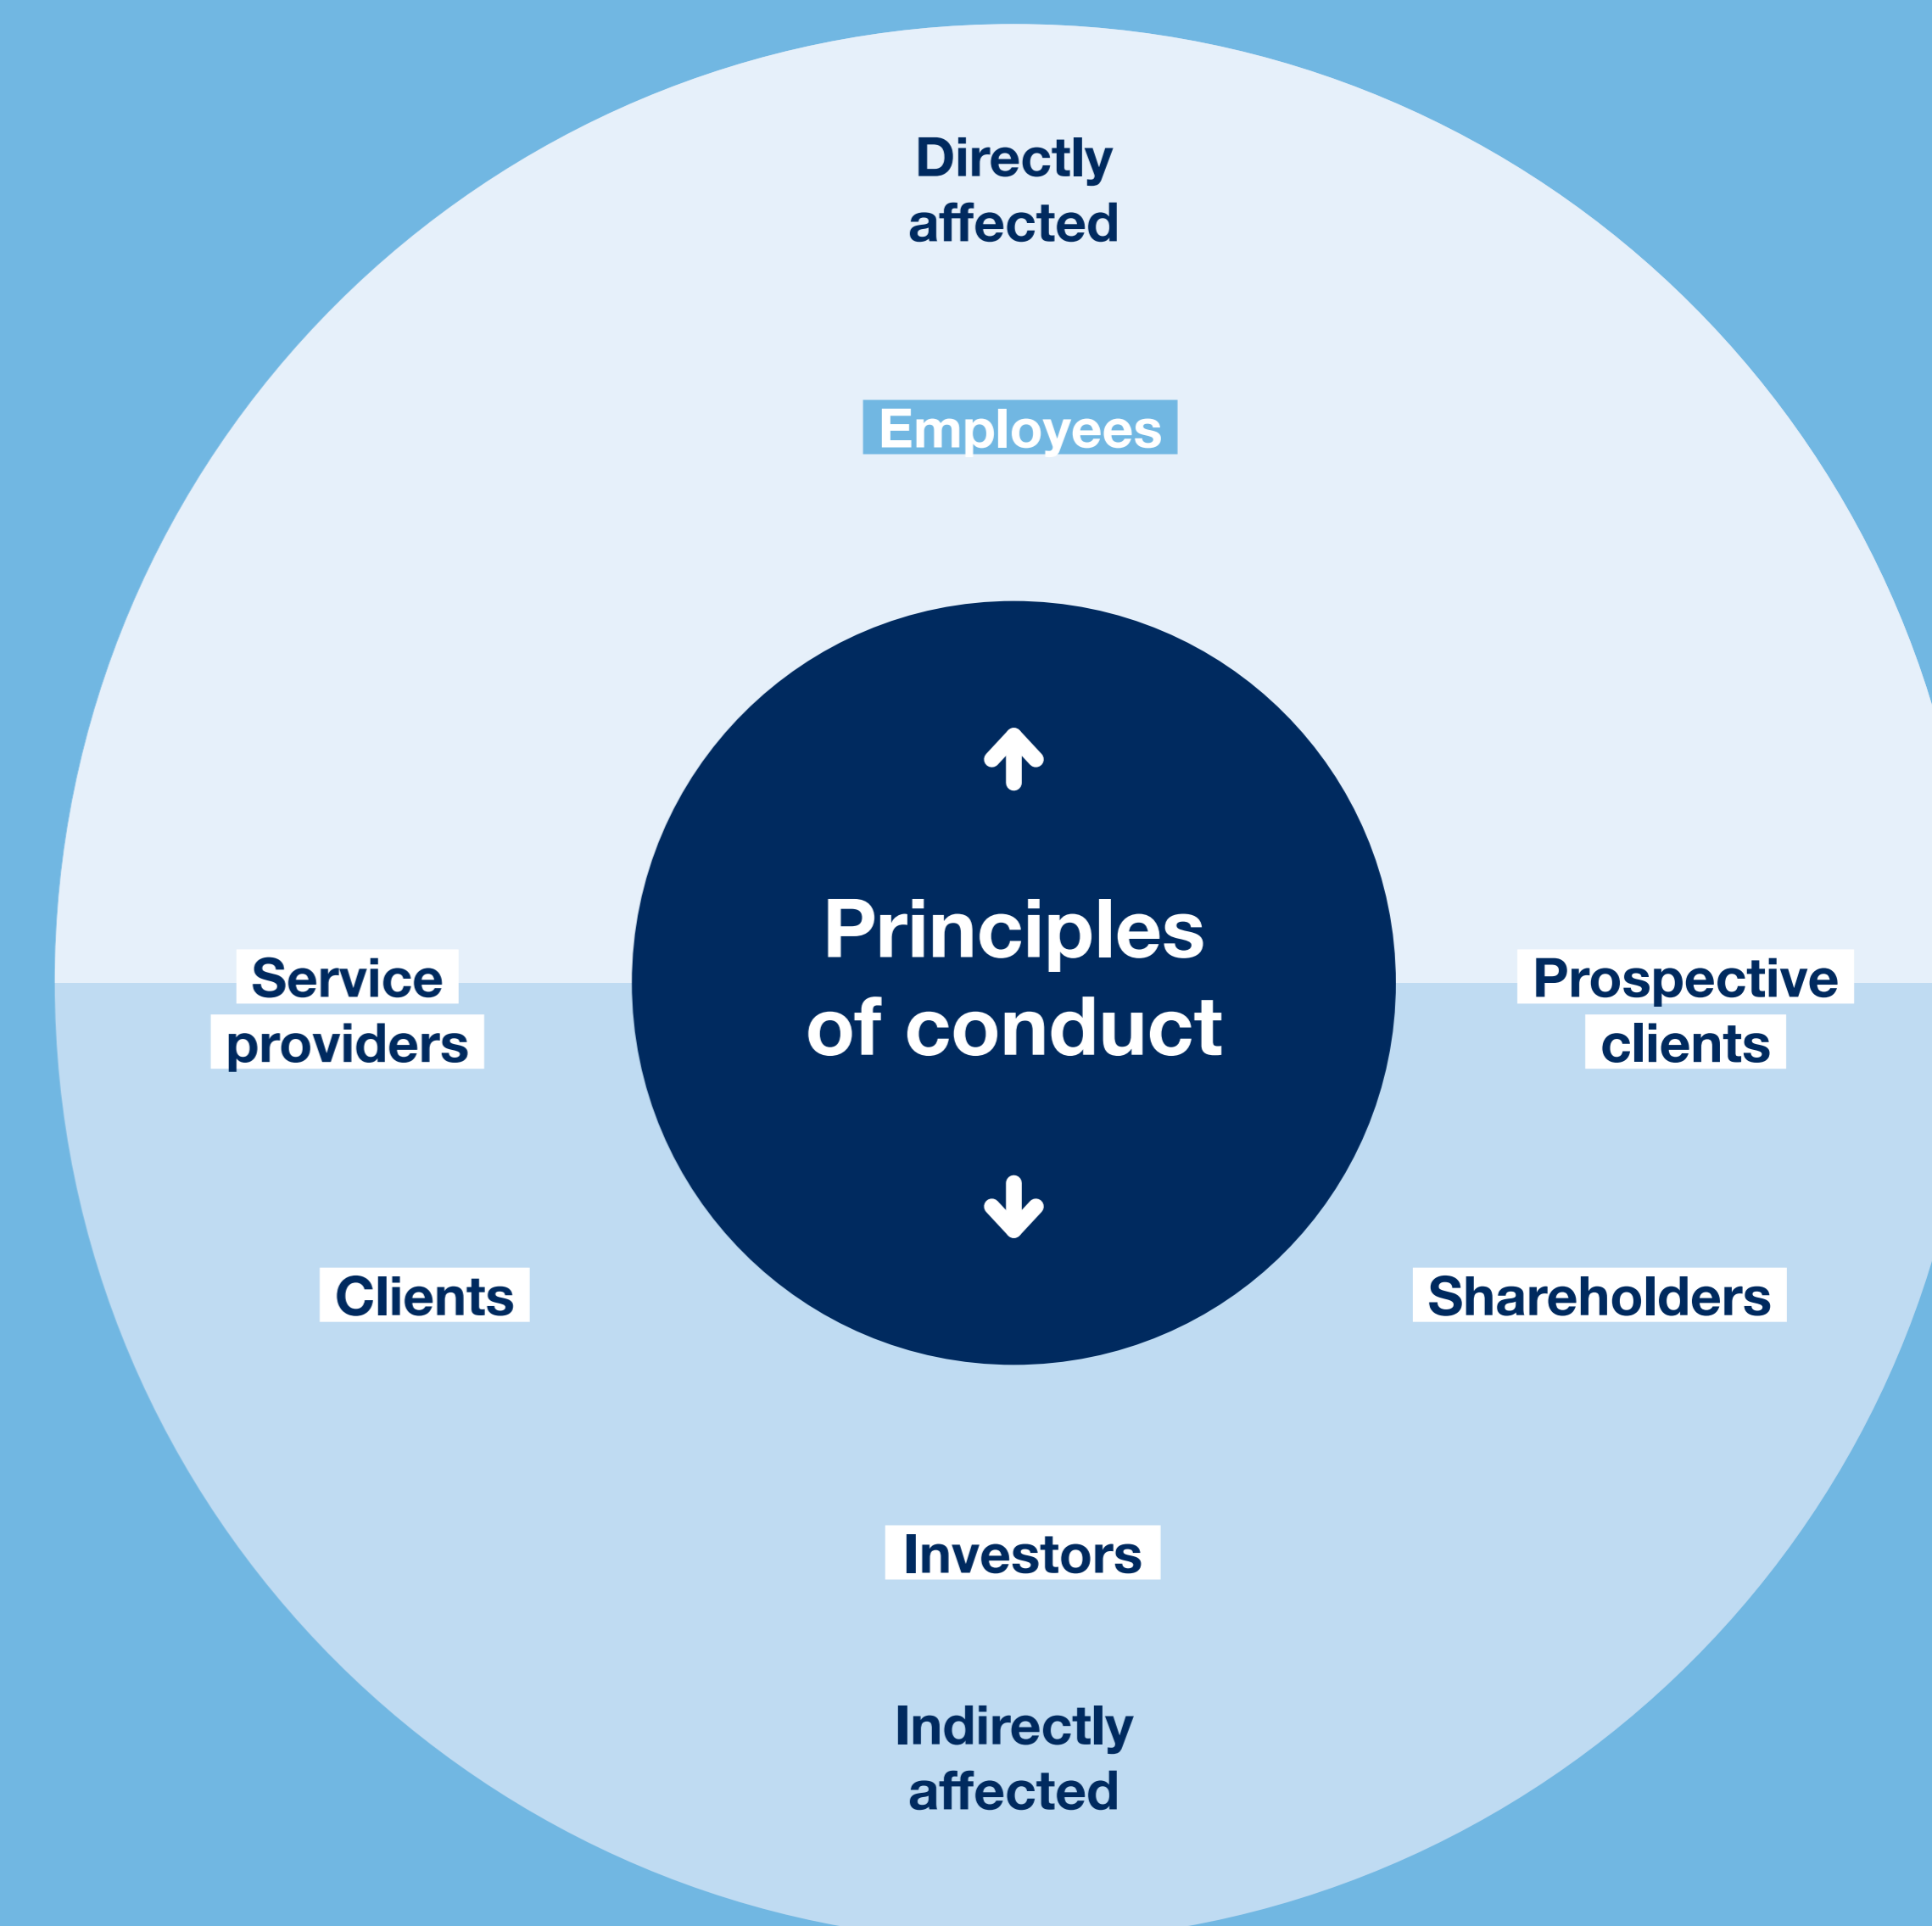 Directly
affected
Employees
Principles
of conduct
Service
providers
Prospective
clients
Clients
Shareholders
Investors
Indirectly
affected